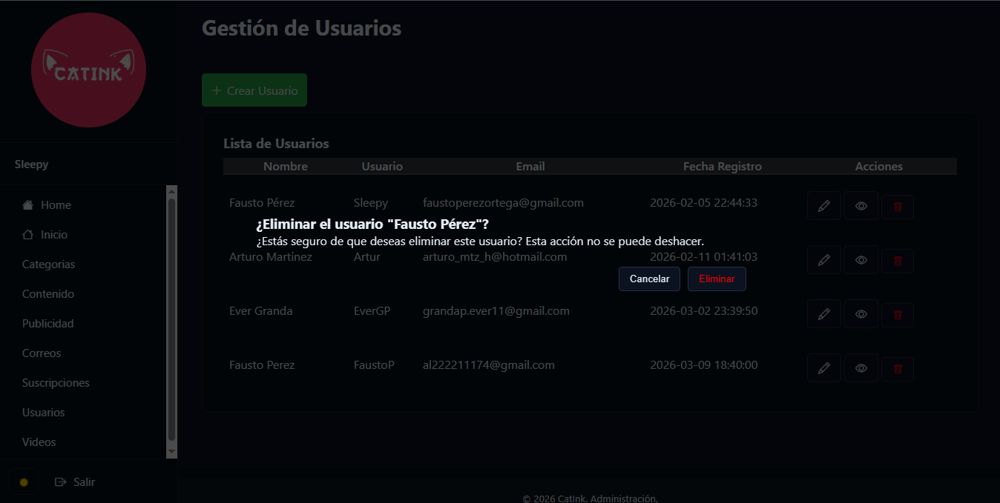 CATINK
Gestión de Usuarios
+ Crear Usuario
Sleepy
Home
Inicio
Categorias
Contenido
Publicidad
Correos
Suscripciones
Usuarios
Videos
Salir
Lista de Usuarios
Nombre Usuario Email Fecha Registro Acciones
Fausto Pérez Sleepy faustoperezortega@gmail.com 2026-02-05 22:44:33
¿Eliminar el usuario "Fausto Pérez"?
¿Estás seguro de que deseas eliminar este usuario? Esta acción no se puede deshacer.
Arturo Martinez Artur arturo_mtz_h@hotmail.com 2026-02-11 01:41:03
Cancelar Eliminar
Ever Granda EverGP grandap.ever11@gmail.com 2026-03-02 23:39:50
Fausto Perez FaustoP al222211174@gmail.com 2026-03-09 18:40:00
© 2026 CatInk. Administración.